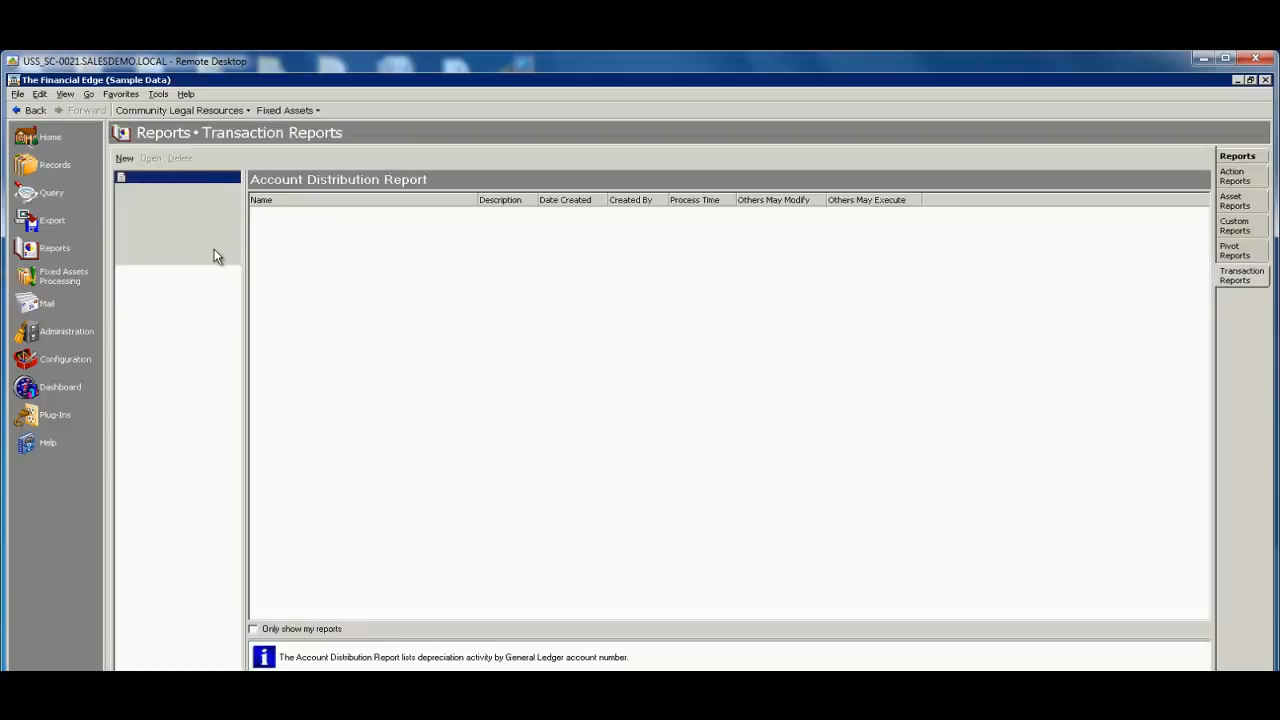 USS_SC-0021.SALESDEMO.LOCAL - Remote Desktop
The Financial Edge (Sample Data)
File Edit View Go Favorites Tools Help
Back Forward Community Legal Resources Fixed Assets
Reports • Transaction Reports
Home
Records
Query
Export
Reports
Fixed Assets
Processing
Mail
Administration
Configuration
Dashboard
Plug-Ins
Help
New Open Delete
Account Distribution Report
Name Description Date Created Created By Process Time Others May Modify Others May Execute
Only show my reports
The Account Distribution Report lists depreciation activity by General Ledger account number.
Reports
Action
Reports
Asset
Reports
Custom
Reports
Pivot
Reports
Transaction
Reports